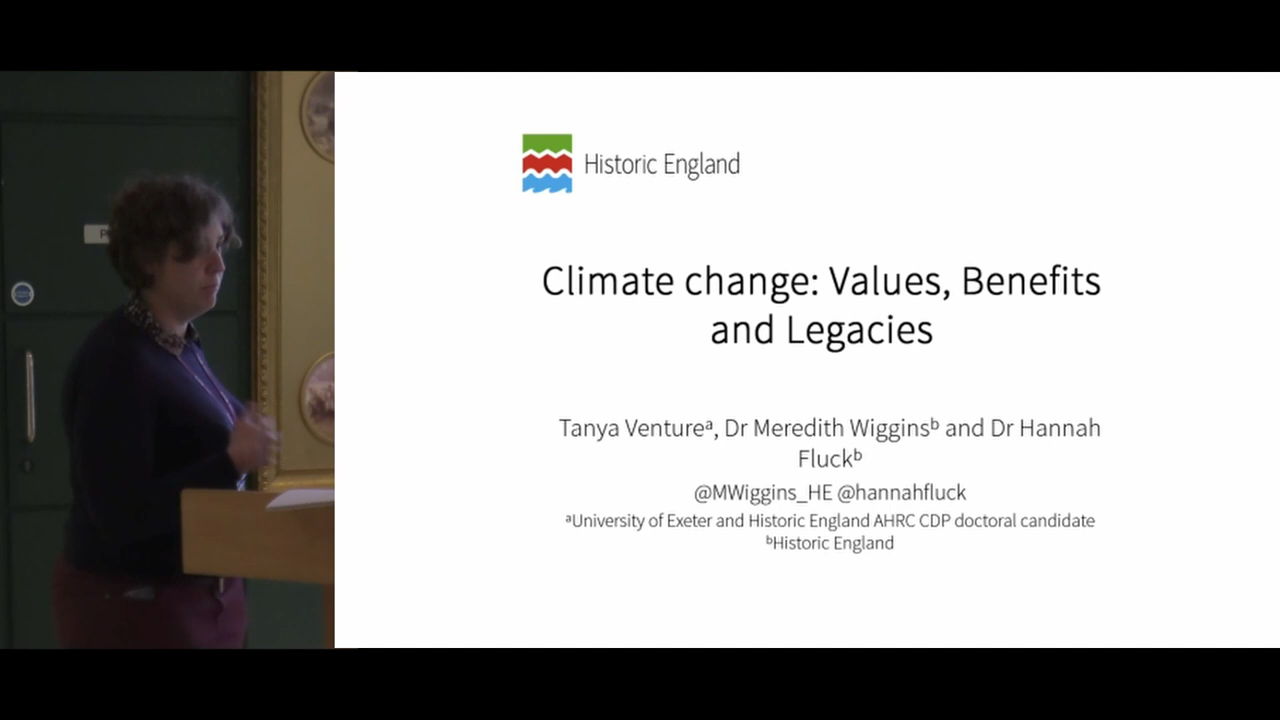 Historic England
Climate change: Values, Benefits
and Legacies
Tanya Ventureᵃ, Dr Meredith Wigginsᵇ and Dr Hannah
Fluckᵇ
@MWiggins_HE @hannahfluck
ᵃUniversity of Exeter and Historic England AHRC CDP doctoral candidate
ᵇHistoric England